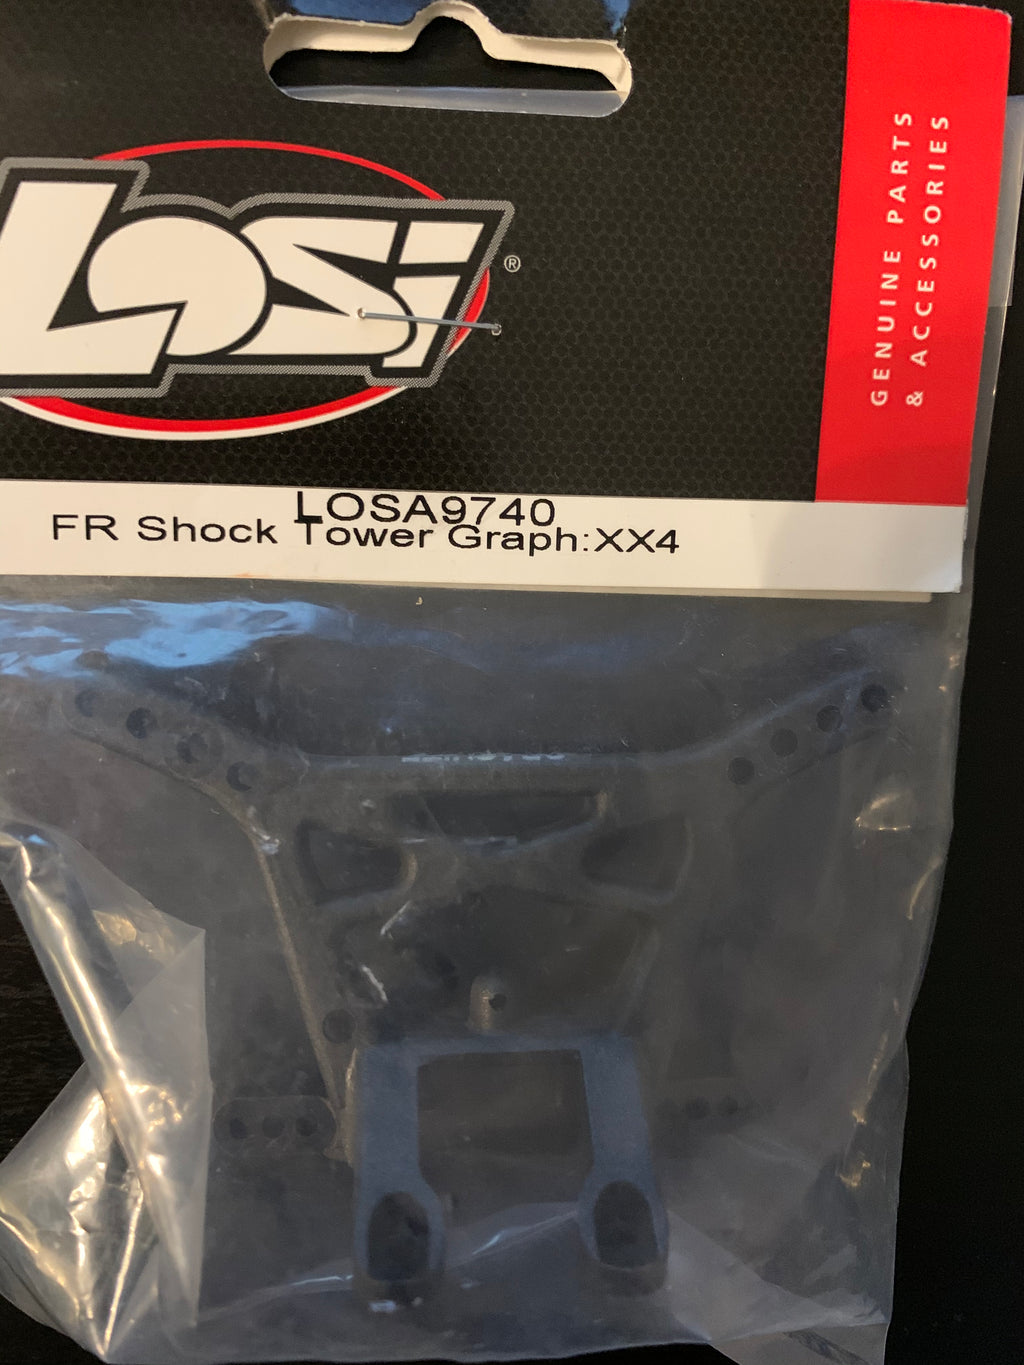 Losi®
GENUINE PARTS
& ACCESSORIES
LOSA9740
FR Shock Tower Graph:XX4